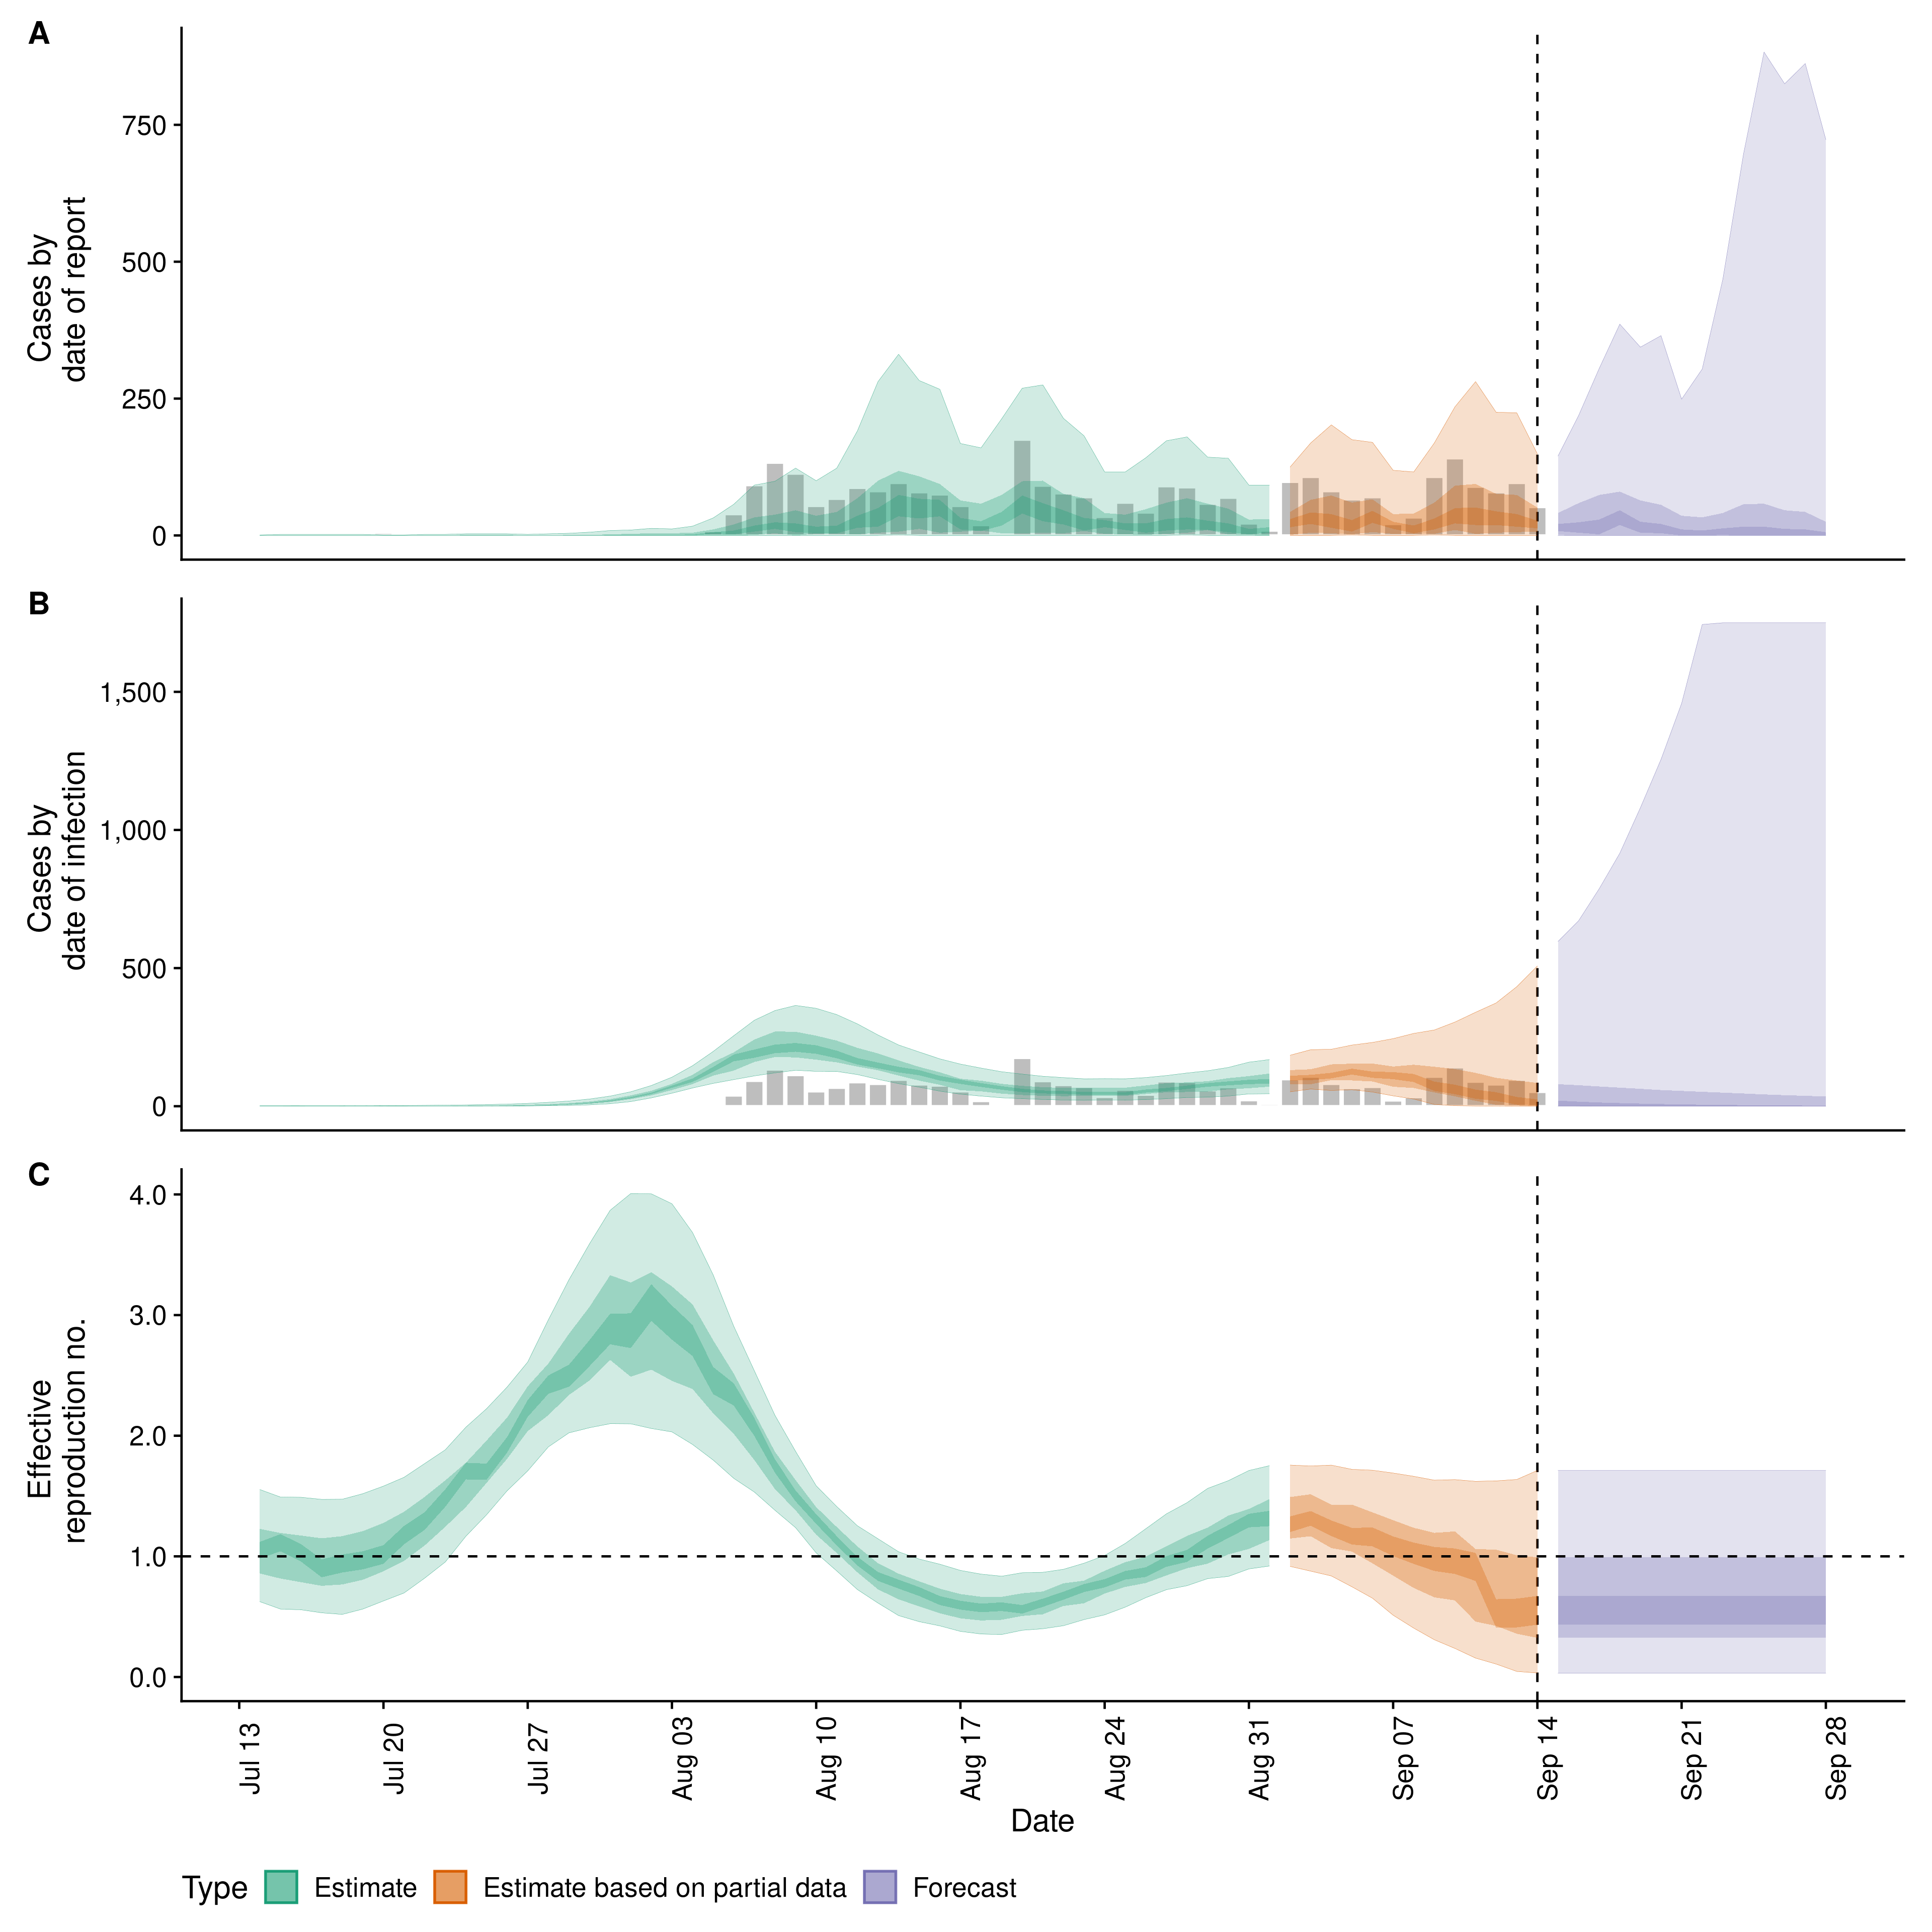 A
Cases by
date of report
750
500
250
0
B
Cases by
date of infection
1,500
1,000
500
0
C
Effective
reproduction no.
4.0
3.0
2.0
1.0
0.0
Jul 13
Jul 20
Jul 27
Aug 03
Aug 10
Aug 17
Aug 24
Aug 31
Sep 07
Sep 14
Sep 21
Sep 28
Date
Type Estimate Estimate based on partial data Forecast